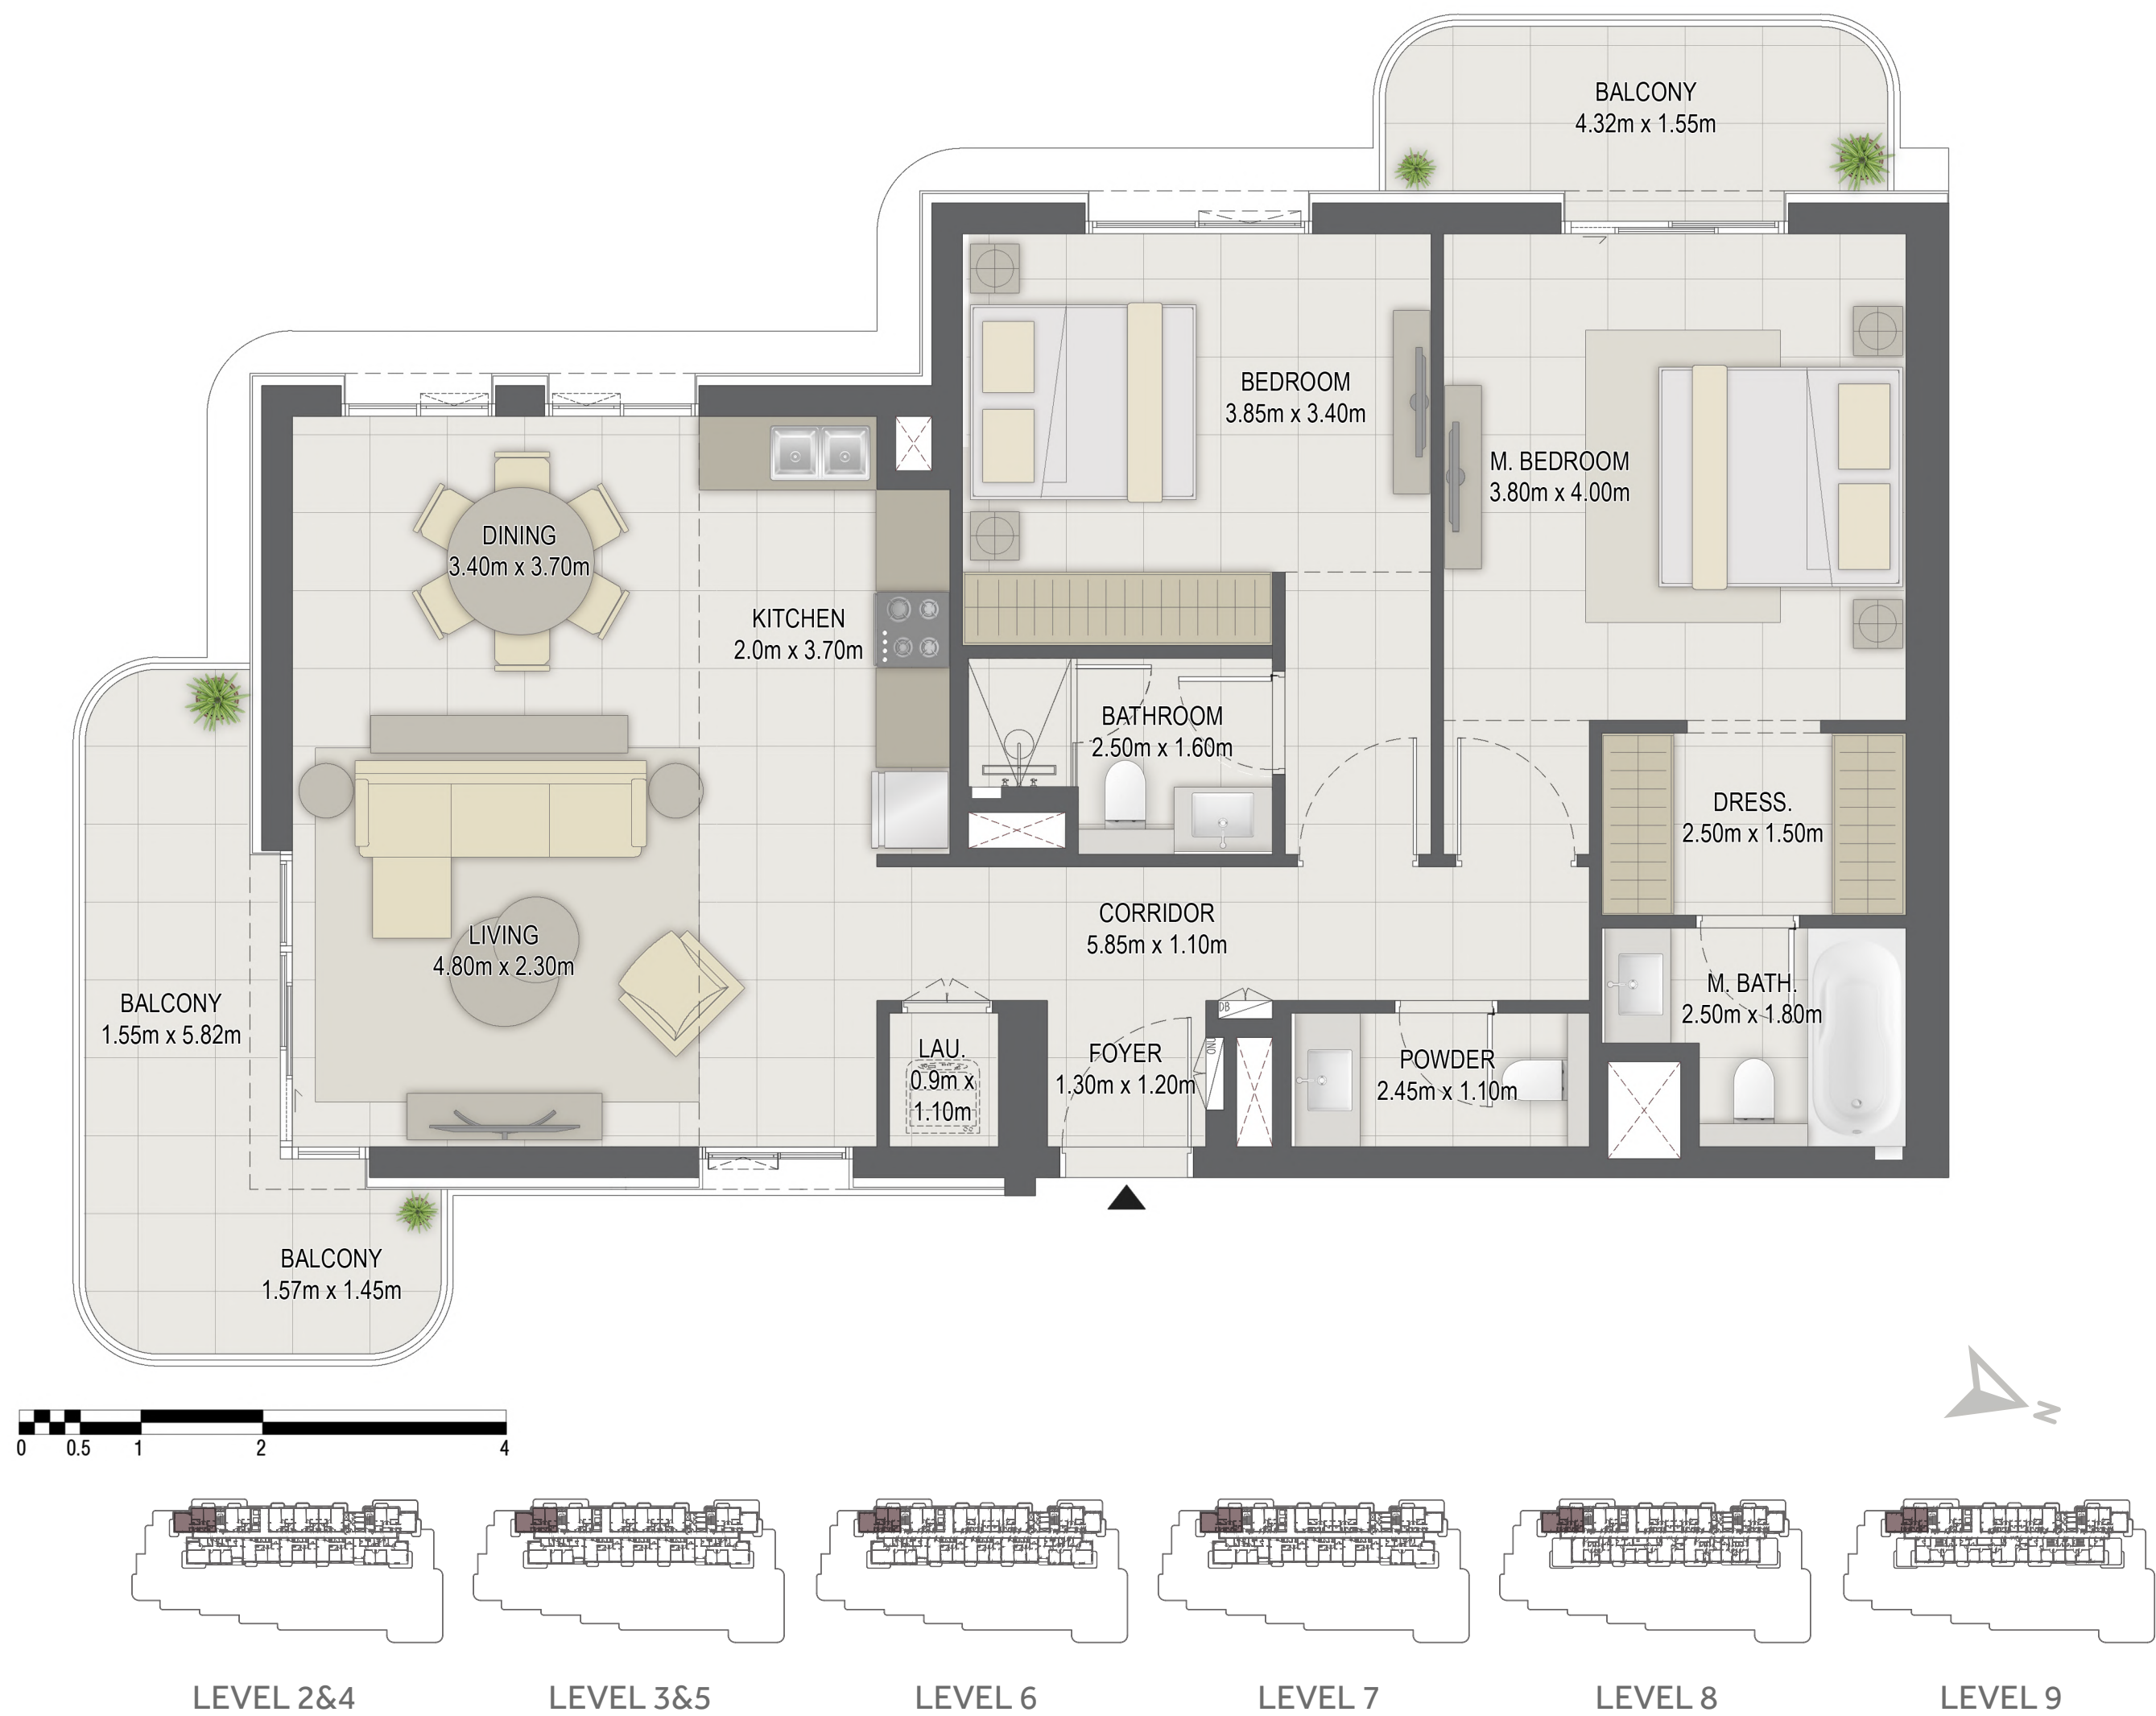 BALCONY
4.32m x 1.55m
BEDROOM
3.85m x 3.40m
M. BEDROOM
3.80m x 4.00m
DINING
3.40m x 3.70m
KITCHEN
2.0m x 3.70m
BATHROOM
2.50m x 1.60m
DRESS.
2.50m x 1.50m
CORRIDOR
5.85m x 1.10m
LIVING
4.80m x 2.30m
BALCONY
1.55m x 5.82m
M. BATH.
2.50m x 1.80m
DB
LAU.
0.9m x
1.10m
FOYER
1.30m x 1.20m
POWDER
2.45m x 1.10m
BALCONY
1.57m x 1.45m
N
0 0.5 1 2 4
LEVEL 2&4
LEVEL 3&5
LEVEL 6
LEVEL 7
LEVEL 8
LEVEL 9